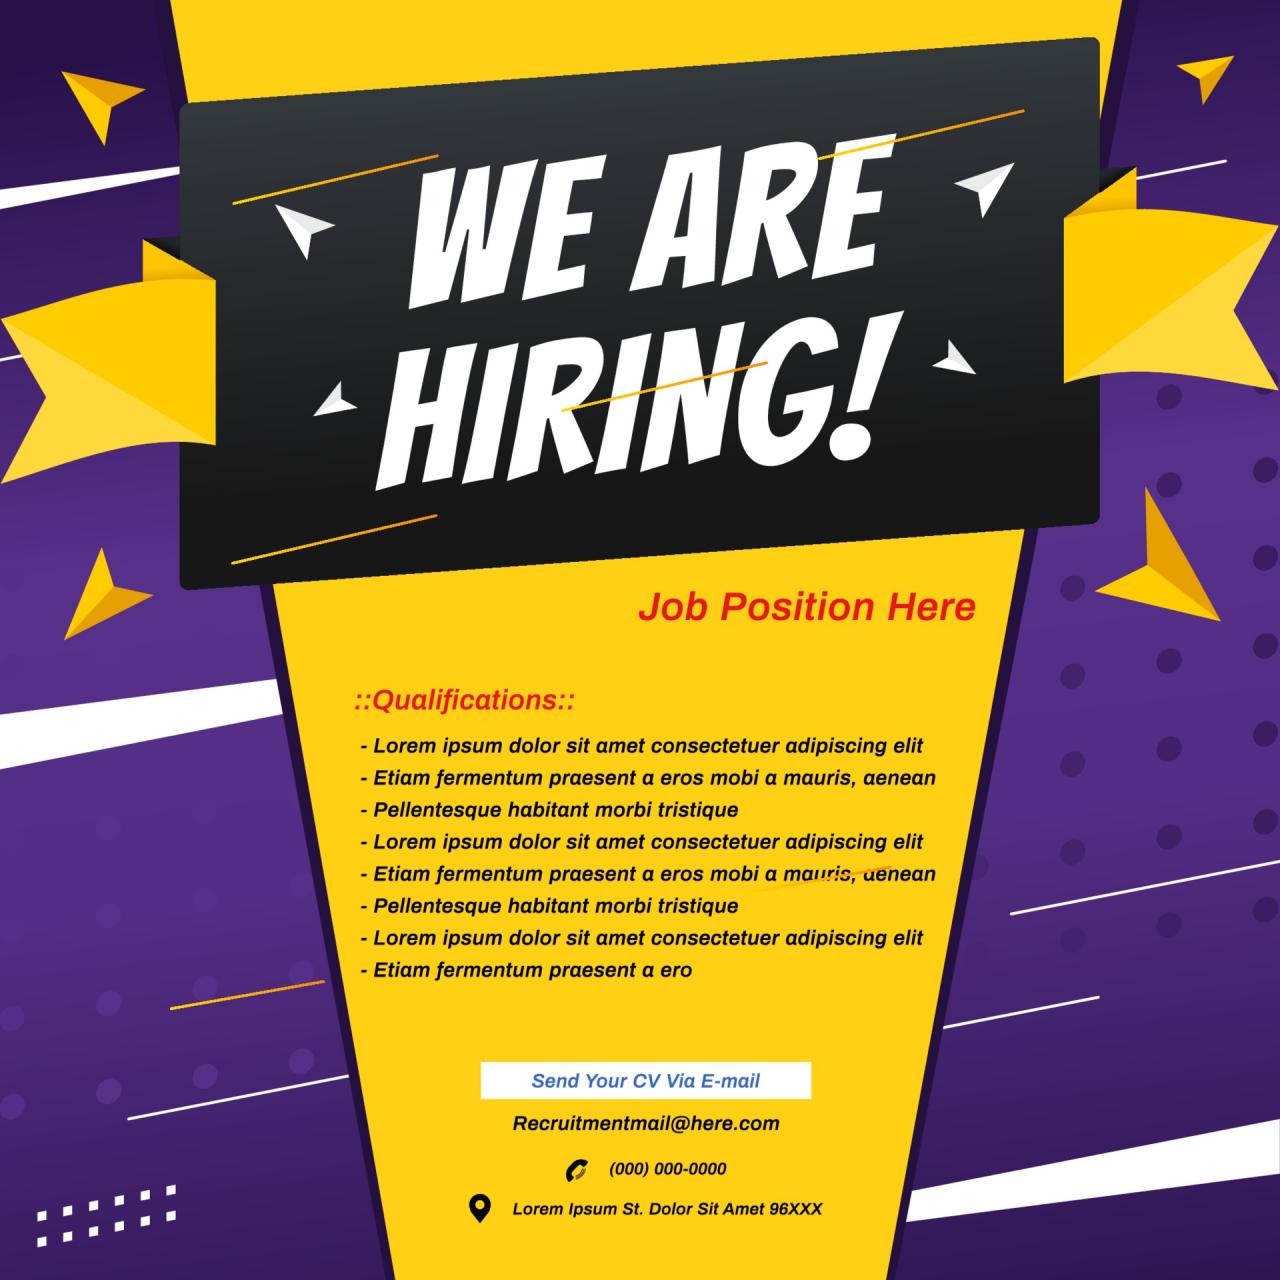 WE ARE
HIRING!
Job Position Here
::Qualifications::
- Lorem ipsum dolor sit amet consectetuer adipiscing elit
- Etiam fermentum praesent a eros mobi a mauris, aenean
- Pellentesque habitant morbi tristique
- Lorem ipsum dolor sit amet consectetuer adipiscing elit
- Etiam fermentum praesent a eros mobi a mauris, aenean
- Pellentesque habitant morbi tristique
- Lorem ipsum dolor sit amet consectetuer adipiscing elit
- Etiam fermentum praesent a ero
Send Your CV Via E-mail
Recruitmentmail@here.com
(000) 000-0000
Lorem Ipsum St. Dolor Sit Amet 96XXX